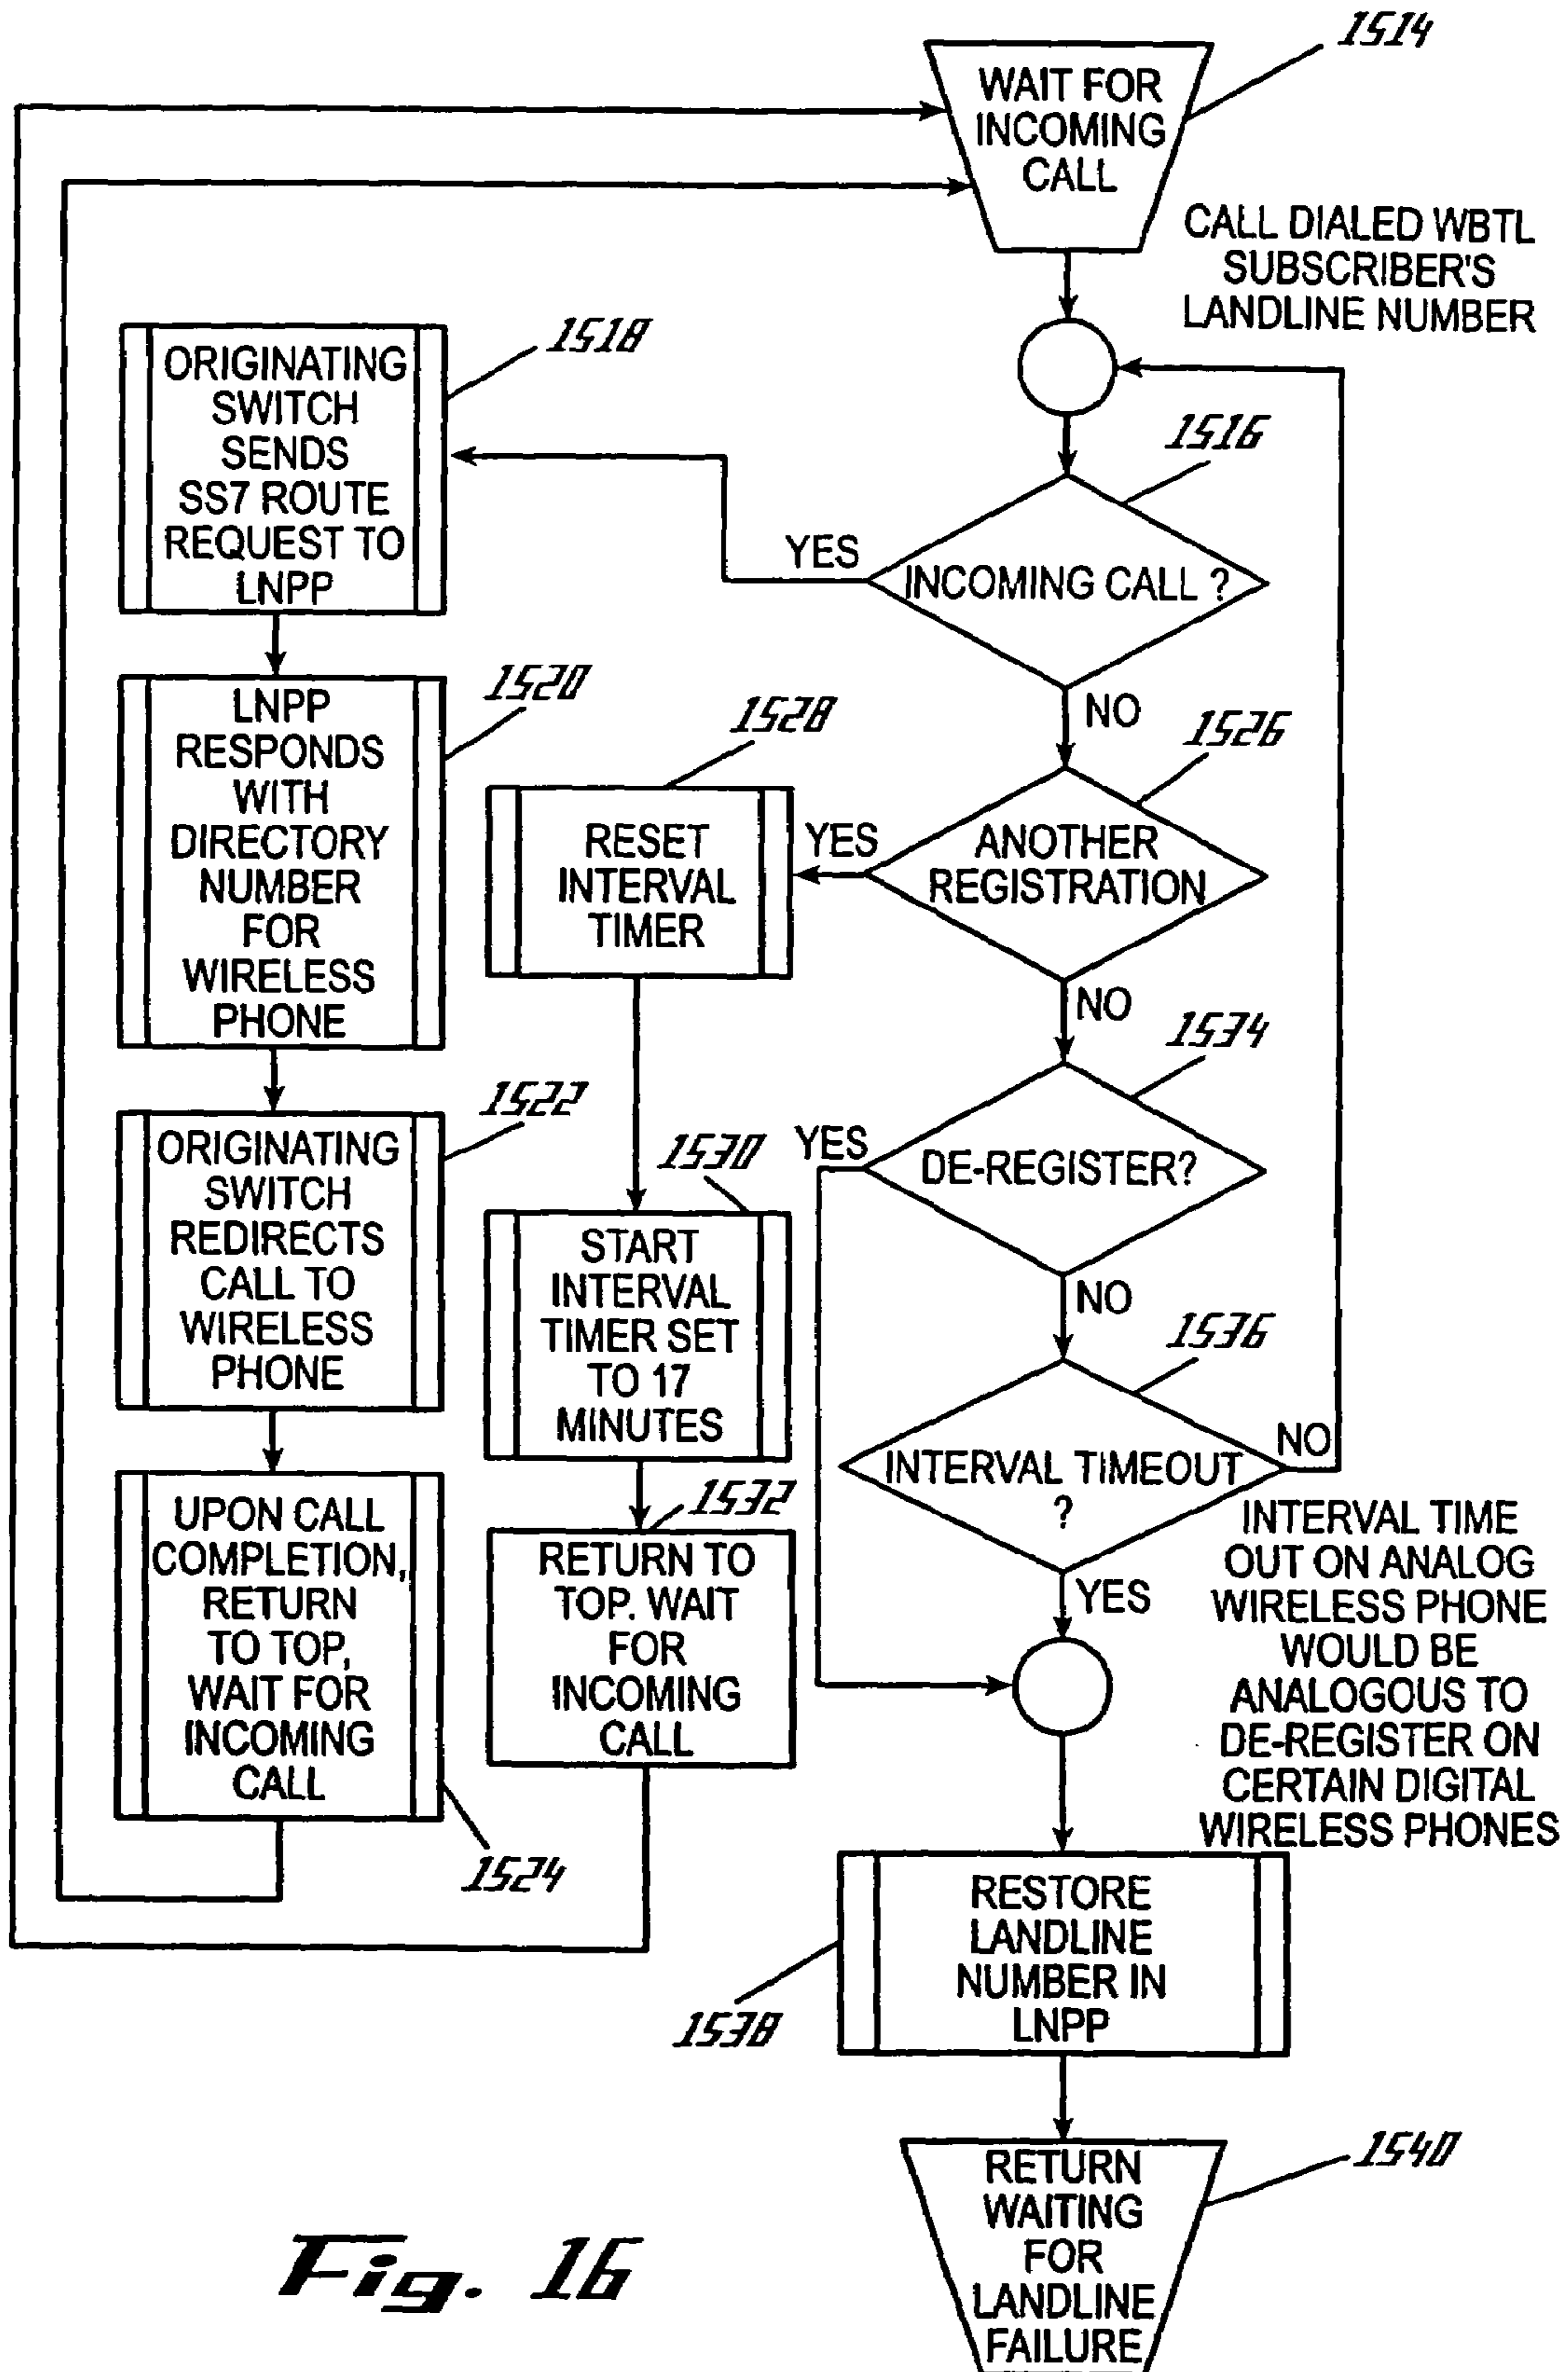 1514
WAIT FOR
INCOMING
CALL
CALL DIALED WBTL
SUBSCRIBER'S
LANDLINE NUMBER
1518
ORIGINATING
SWITCH
SENDS
SS7 ROUTE
REQUEST TO
LNPP
1516
YES
INCOMING CALL ?
NO
1520
LNPP
RESPONDS
WITH
DIRECTORY
NUMBER
FOR
WIRELESS
PHONE
1528
RESET
INTERVAL
TIMER
1526
YES
ANOTHER
REGISTRATION
NO
1522
ORIGINATING
SWITCH
REDIRECTS
CALL TO
WIRELESS
PHONE
1530
START
INTERVAL
TIMER SET
TO 17
MINUTES
1534
YES
DE-REGISTER?
NO
1536
INTERVAL TIMEOUT
?
NO
YES
1524
UPON CALL
COMPLETION,
RETURN
TO TOP,
WAIT FOR
INCOMING
CALL
1532
RETURN TO
TOP. WAIT
FOR
INCOMING
CALL
INTERVAL TIME
OUT ON ANALOG
WIRELESS PHONE
WOULD BE
ANALOGOUS TO
DE-REGISTER ON
CERTAIN DIGITAL
WIRELESS PHONES
1538
RESTORE
LANDLINE
NUMBER IN
LNPP
1540
RETURN
WAITING
FOR
LANDLINE
FAILURE
Fig. 16